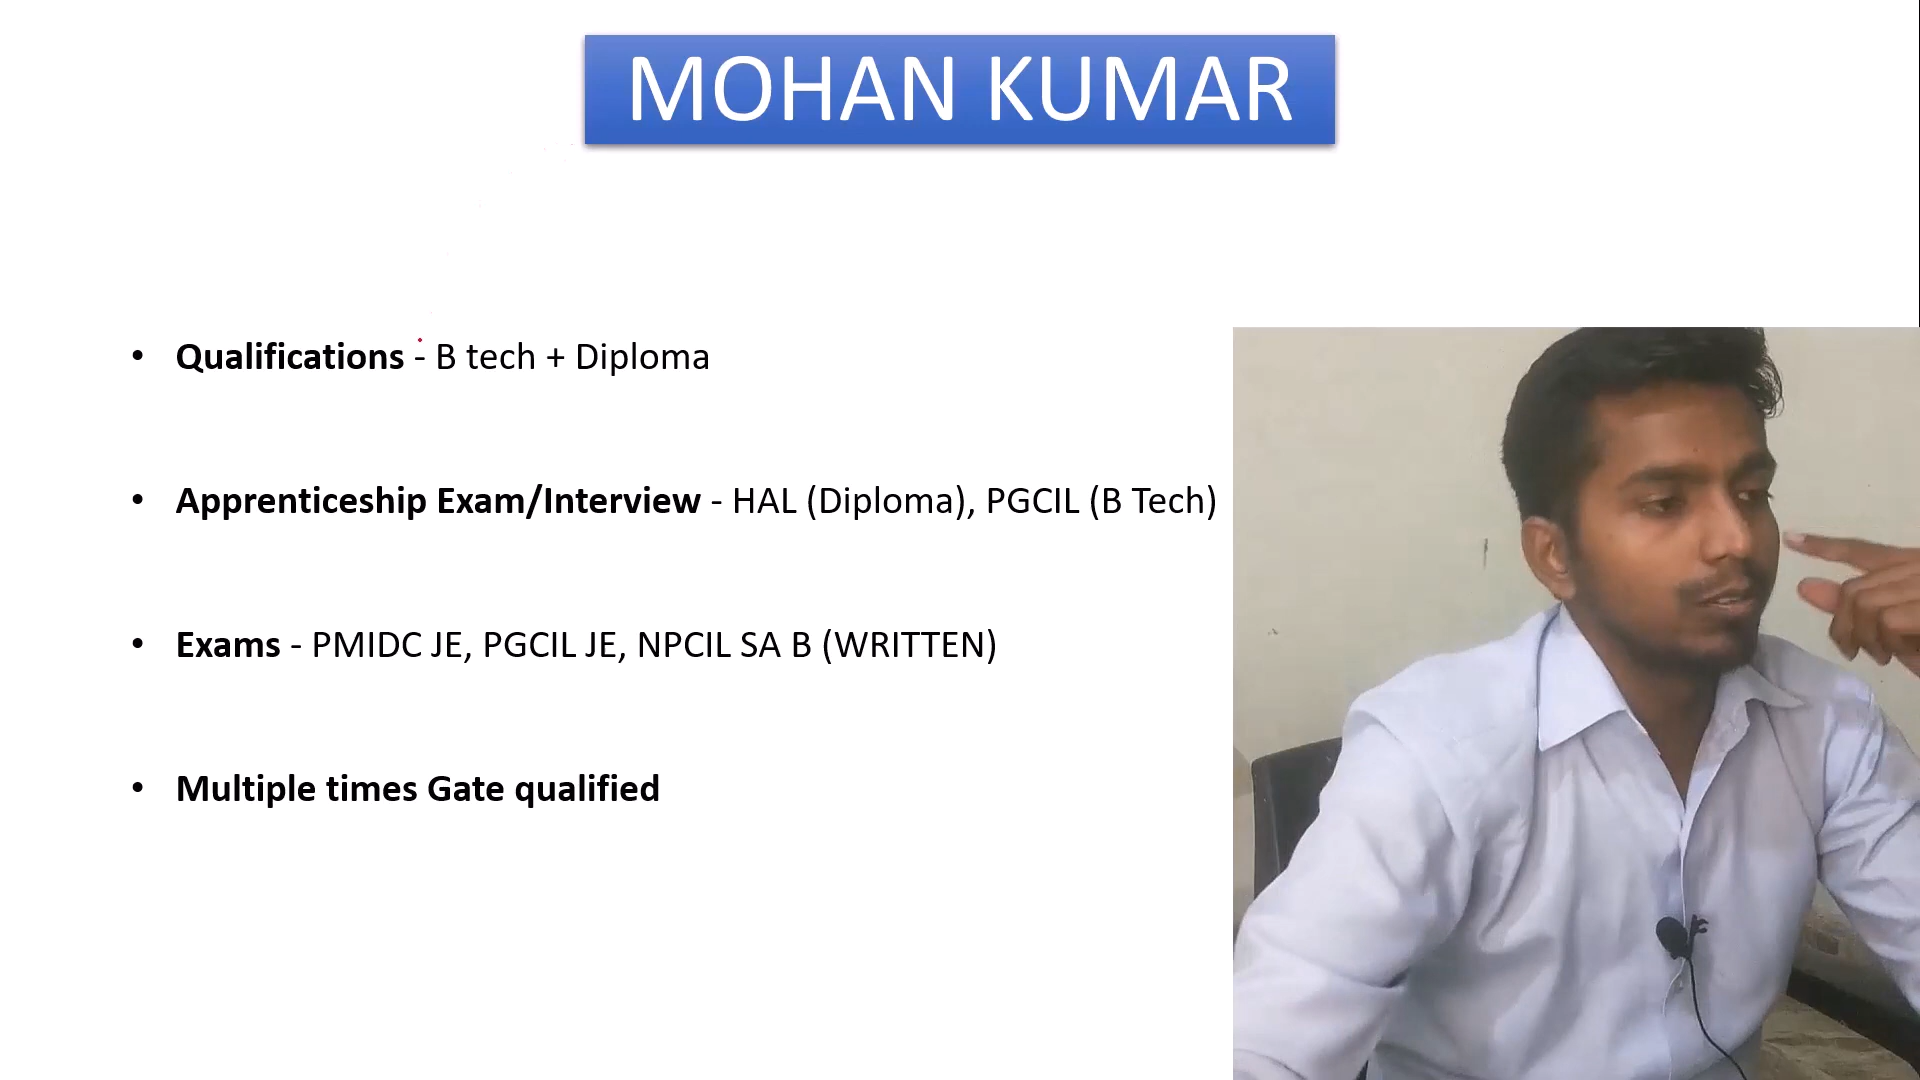 MOHAN KUMAR
• Qualifications - B tech + Diploma
• Apprenticeship Exam/Interview - HAL (Diploma), PGCIL (B Tech)
• Exams - PMIDC JE, PGCIL JE, NPCIL SA B (WRITTEN)
• Multiple times Gate qualified